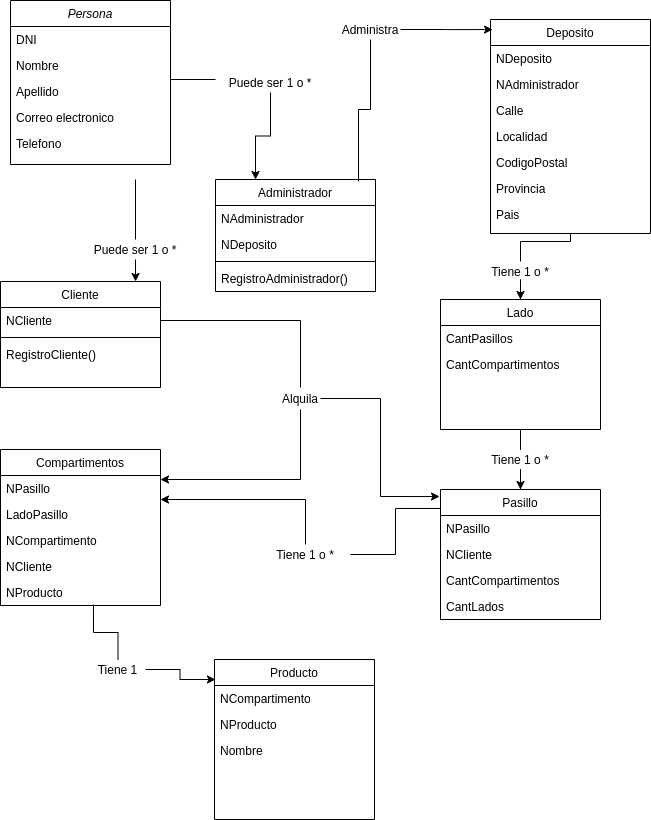 Persona
DNI
Nombre
Apellido
Correo electronico
Telefono
Puede ser 1 o *
Administra
Deposito
NDeposito
NAdministrador
Calle
Localidad
CodigoPostal
Provincia
Pais
Administrador
NAdministrador
NDeposito
RegistroAdministrador()
Puede ser 1 o *
Cliente
NCliente
RegistroCliente()
Tiene 1 o *
Lado
CantPasillos
CantCompartimentos
Alquila
Tiene 1 o *
Compartimentos
NPasillo
LadoPasillo
NCompartimento
NCliente
NProducto
Pasillo
NPasillo
NCliente
CantCompartimentos
CantLados
Tiene 1 o *
Tiene 1
Producto
NCompartimento
NProducto
Nombre